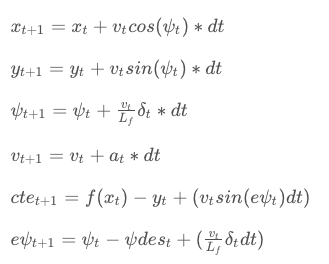 x_{t+1} = x_t + v_t cos(ψ_t) * dt
y_{t+1} = y_t + v_t sin(ψ_t) * dt
ψ_{t+1} = ψ_t + \frac{v_t}{L_f} δ_t * dt
v_{t+1} = v_t + a_t * dt
cte_{t+1} = f(x_t) − y_t + (v_t sin(eψ_t)dt)
eψ_{t+1} = ψ_t − ψdes_t + (\frac{v_t}{L_f} δ_t dt)